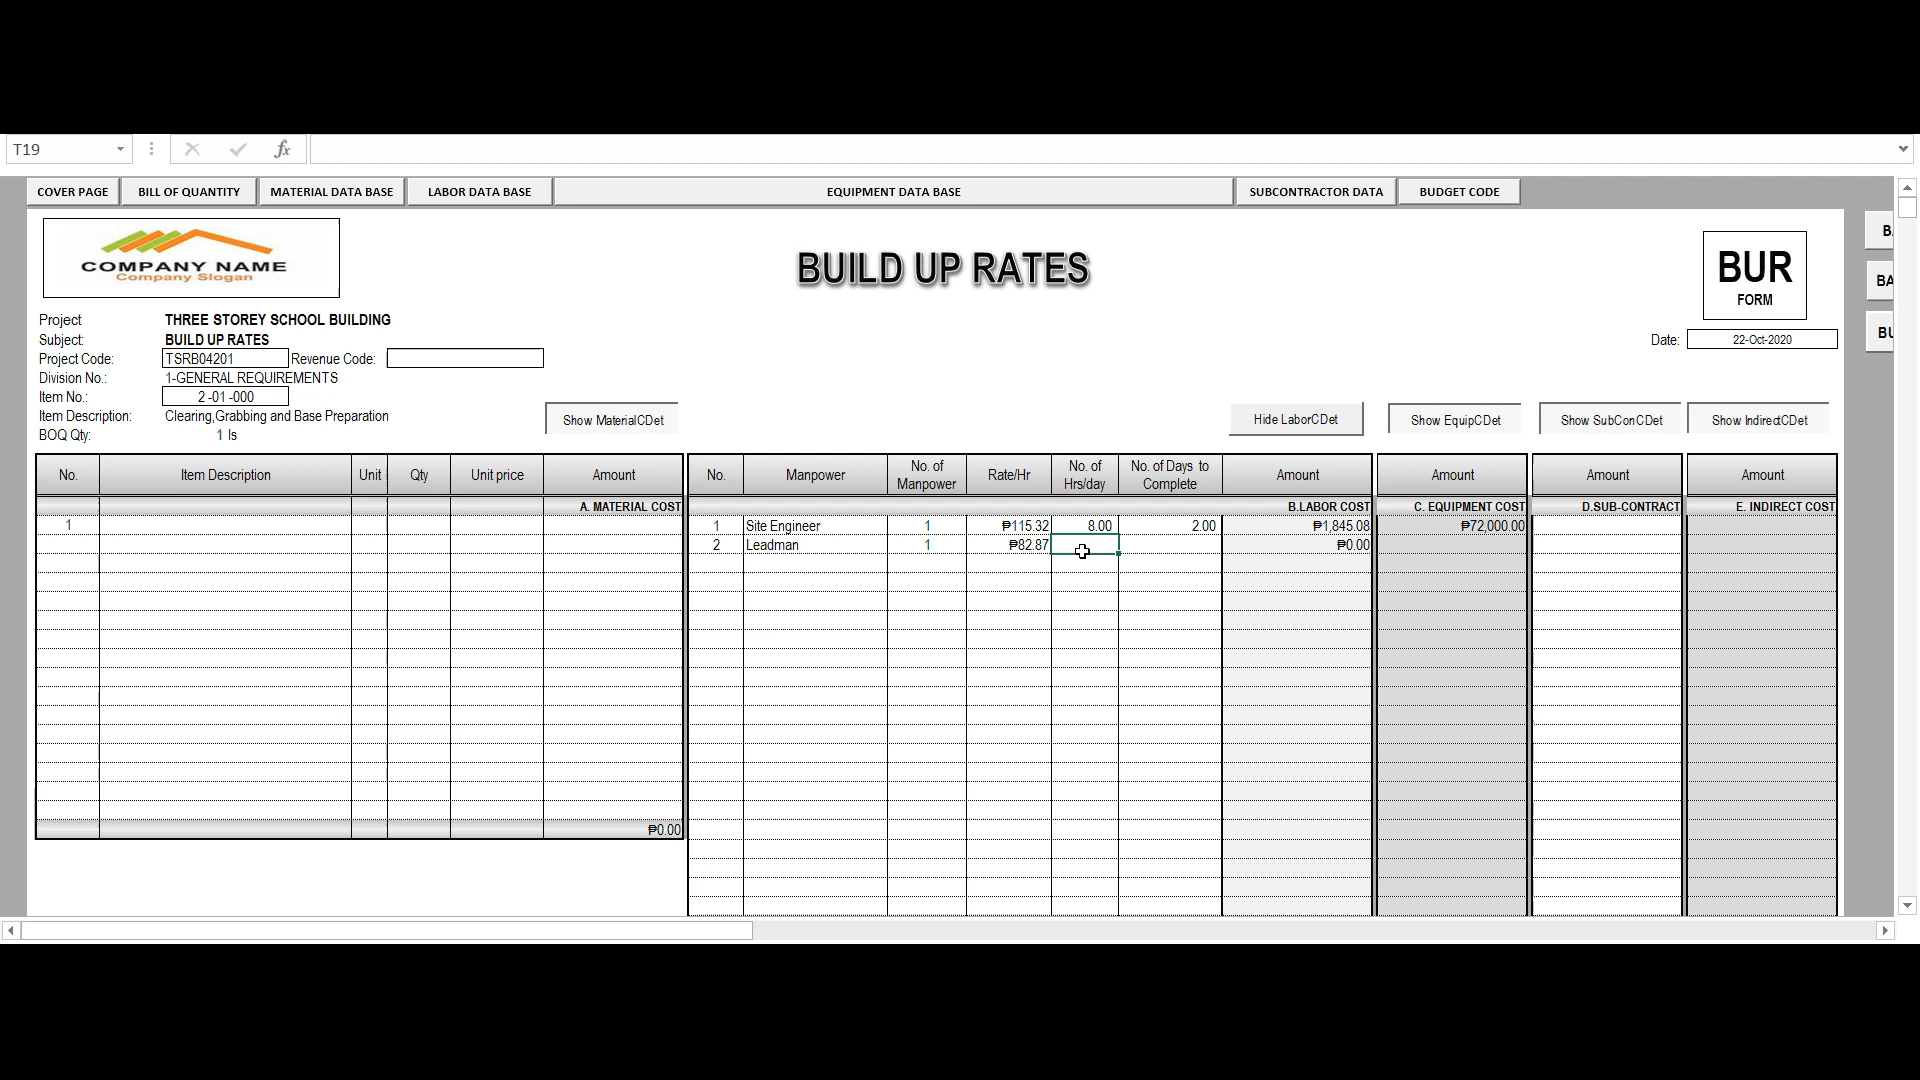 T19
fx
COVER PAGE BILL OF QUANTITY MATERIAL DATA BASE LABOR DATA BASE EQUIPMENT DATA BASE SUBCONTRACTOR DATA BUDGET CODE
COMPANY NAME
Company Slogan
BUILD UP RATES
BUR
FORM
Project THREE STOREY SCHOOL BUILDING
Subject: BUILD UP RATES
Date: 22-Oct-2020
Project Code: TSRB04201 Revenue Code:
Division No.: 1-GENERAL REQUIREMENTS
Item No.: 2 -01 -000
Item Description: Clearing,Grabbing and Base Preparation
BOQ Qty: 1 ls
Show MaterialCDet Hide LaborCDet Show EquipCDet Show SubConCDet Show IndirectCDet
No. Item Description Unit Qty Unit price Amount No. Manpower No. of Manpower Rate/Hr No. of Hrs/day No. of Days to Complete Amount Amount Amount Amount
A. MATERIAL COST B.LABOR COST C. EQUIPMENT COST D.SUB-CONTRACT E. INDIRECT COST
1 1 Site Engineer 1 ₱115.32 8.00 2.00 ₱1,845.08 ₱72,000.00
2 Leadman 1 ₱82.87 ₱0.00
₱0.00